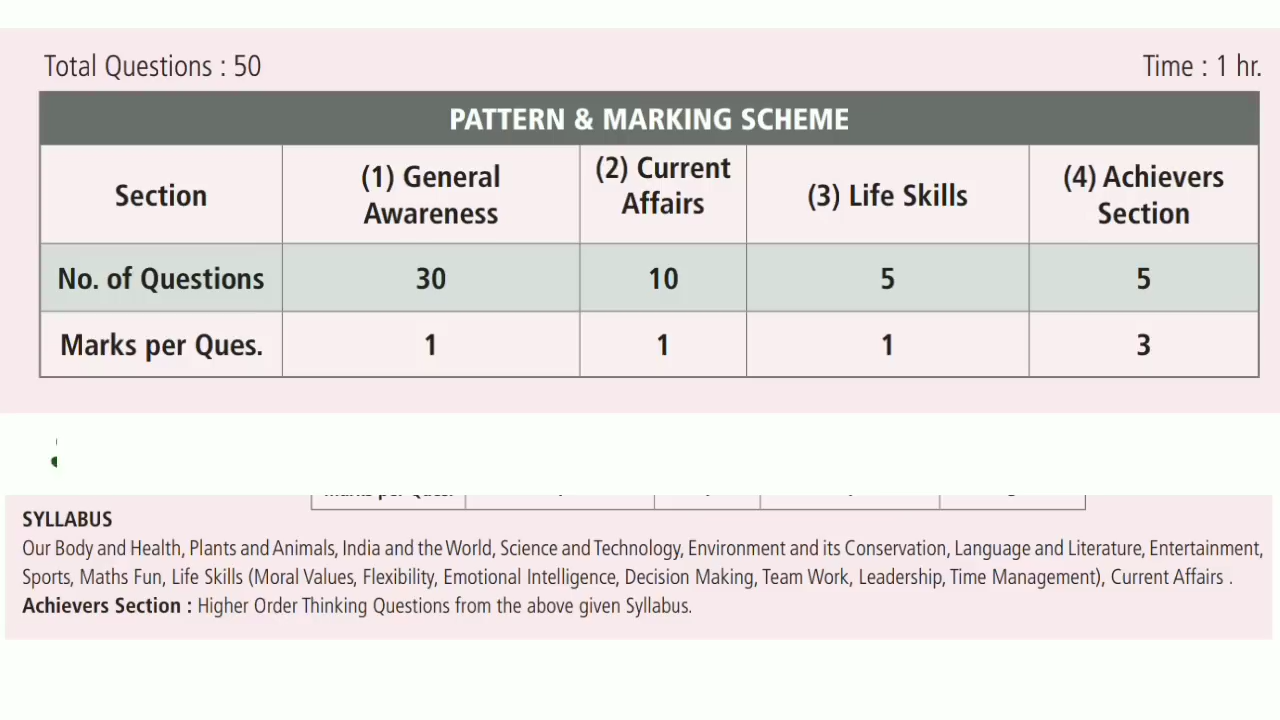 Total Questions : 50
Time : 1 hr.
PATTERN & MARKING SCHEME
Section
(1) General
Awareness
(2) Current
Affairs
(3) Life Skills
(4) Achievers
Section
No. of Questions 30 10 5 5
Marks per Ques. 1 1 1 3
SYLLABUS
Our Body and Health, Plants and Animals, India and the World, Science and Technology, Environment and its Conservation, Language and Literature, Entertainment,
Sports, Maths Fun, Life Skills (Moral Values, Flexibility, Emotional Intelligence, Decision Making, Team Work, Leadership, Time Management), Current Affairs .
Achievers Section : Higher Order Thinking Questions from the above given Syllabus.